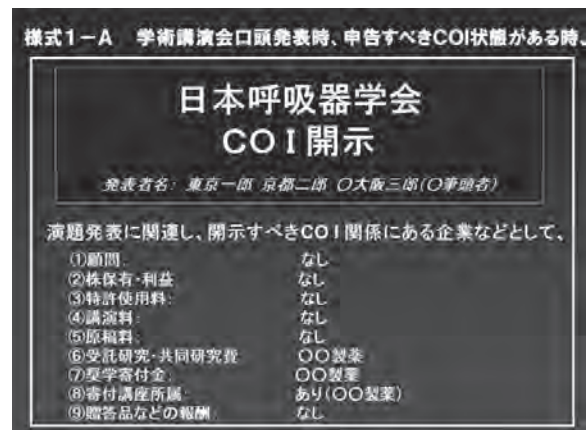 様式1－A　学術講演会口頭発表時、申告すべきCOI状態がある時、
日本呼吸器学会
COI開示
発表者名: 東京一郎 京都二郎 〇大阪三郎(〇筆頭者)
演題発表に関連し、開示すべきCOI関係にある企業などとして、
①顧問: なし
②株保有・利益: なし
③特許使用料: なし
④講演料: なし
⑤原稿料: なし
⑥受託研究・共同研究費: 〇〇製薬
⑦奨学寄付金: 〇〇製薬
⑧寄付講座所属: あり(〇〇製薬)
⑨贈答品などの報酬: なし